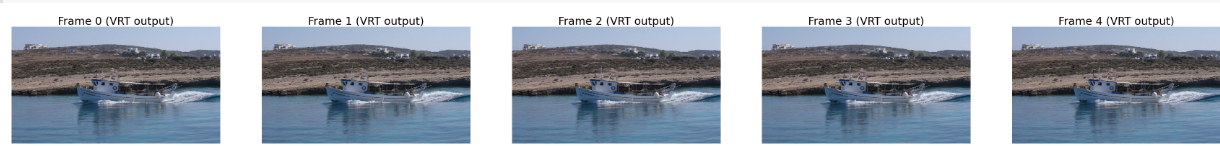 Frame 0 (VRT output)
Frame 1 (VRT output)
Frame 2 (VRT output)
Frame 3 (VRT output)
Frame 4 (VRT output)